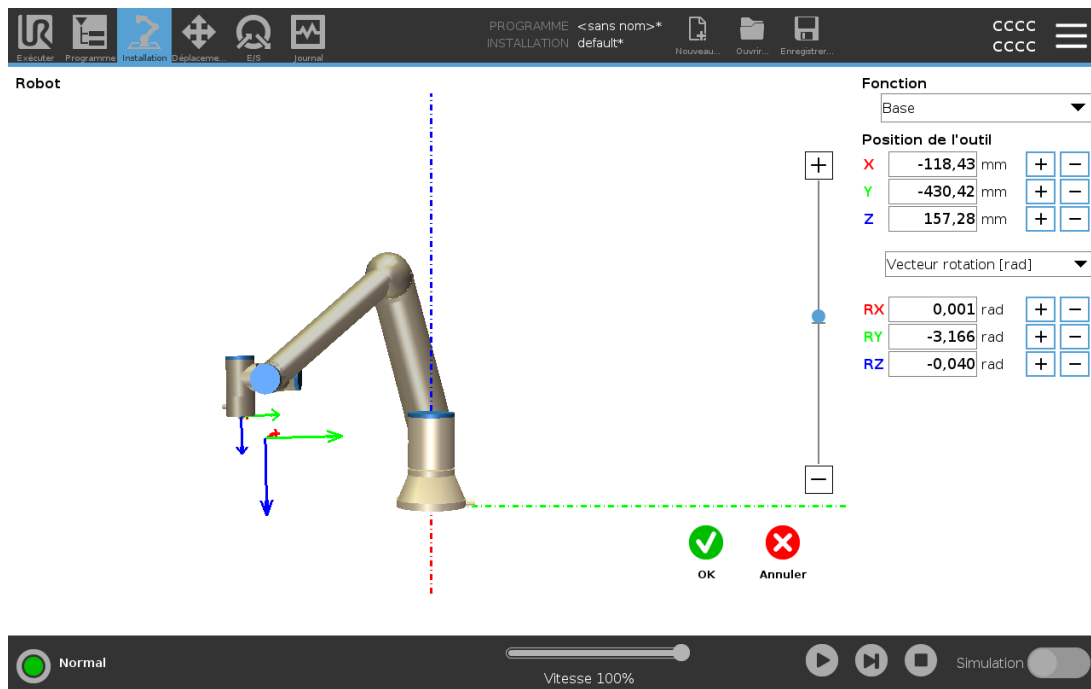 PROGRAMME <sans nom>*
INSTALLATION default*
CCCC
CCCC
Exécuter Programme Installation Déplaceme... E/S Journal
Nouveau... Ouvrir... Enregistrer...
Robot
Fonction
Base
Position de l'outil
X -118,43 mm + −
Y -430,42 mm + −
Z 157,28 mm + −
Vecteur rotation [rad]
RX 0,001 rad + −
RY -3,166 rad + −
RZ -0,040 rad + −
+
−
OK Annuler
Normal
Vitesse 100%
Simulation